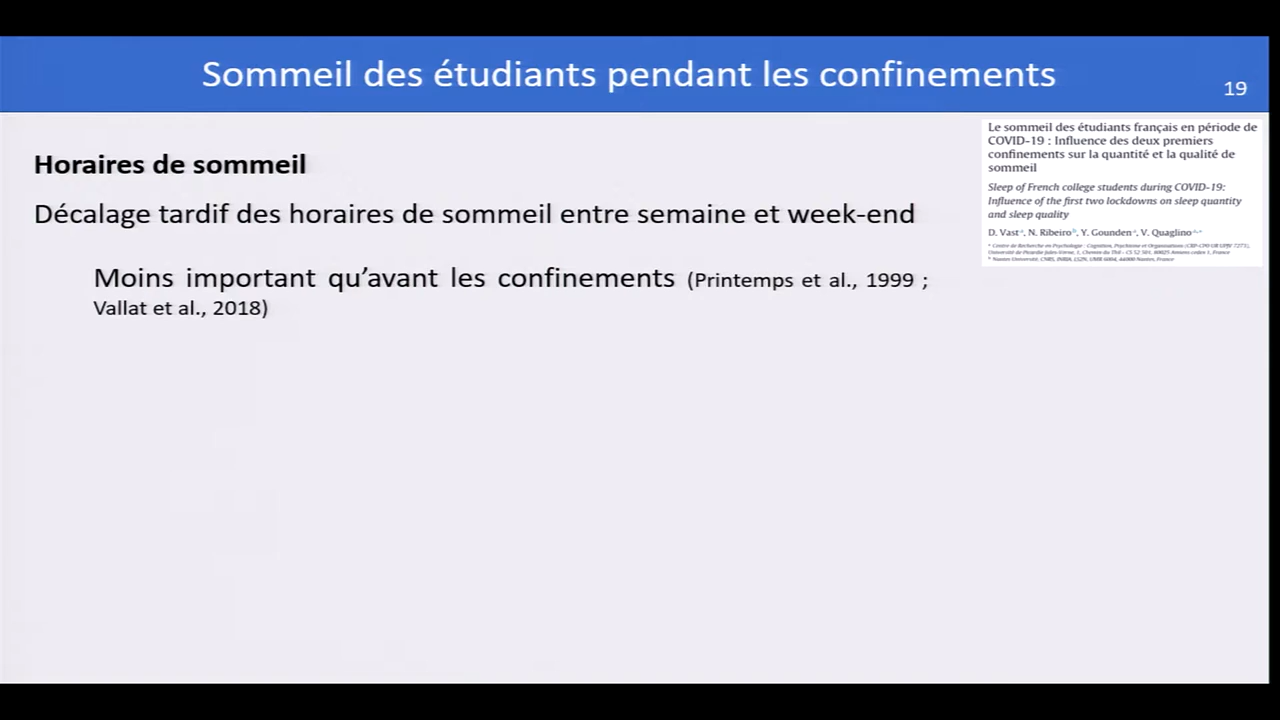 Sommeil des étudiants pendant les confinements
19
Le sommeil des étudiants français en période de
COVID-19 : Influence des deux premiers
confinements sur la quantité et la qualité de
sommeil
Sleep of French college students during COVID-19:
Influence of the first two lockdowns on sleep quantity
and sleep quality
D. Vast a, N. Ribeiro b, Y. Gounden a, V. Quaglino a,*
Horaires de sommeil
Décalage tardif des horaires de sommeil entre semaine et week-end
Moins important qu’avant les confinements (Printemps et al., 1999 ;
Vallat et al., 2018)